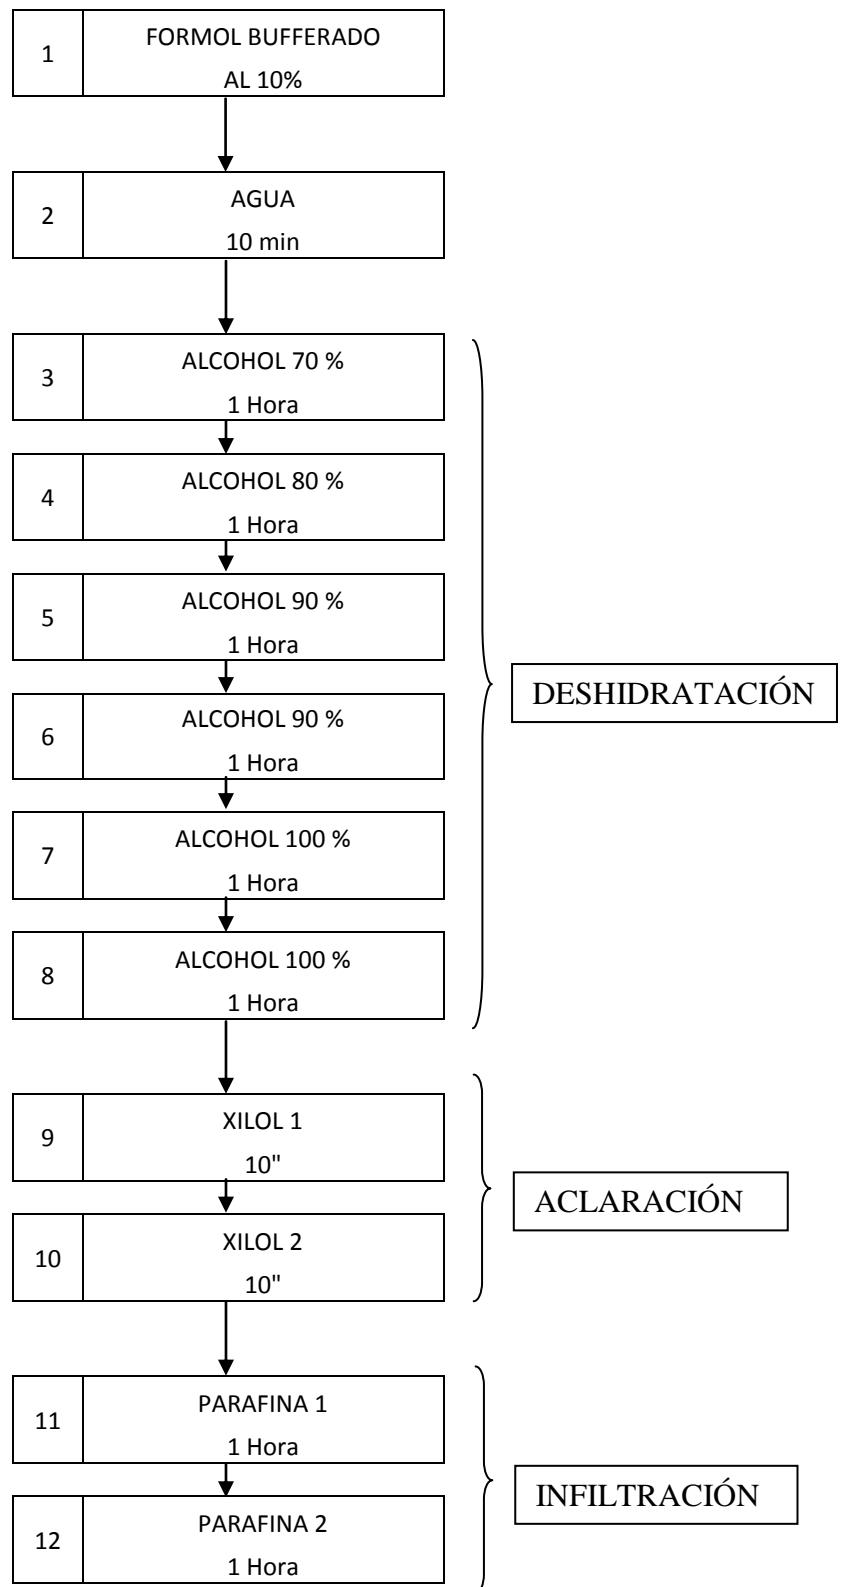 1
FORMOL BUFFERADO
AL 10%
2
AGUA
10 min
3
ALCOHOL 70 %
1 Hora
4
ALCOHOL 80 %
1 Hora
5
ALCOHOL 90 %
1 Hora
6
ALCOHOL 90 %
1 Hora
7
ALCOHOL 100 %
1 Hora
8
ALCOHOL 100 %
1 Hora
DESHIDRATACIÓN
9
XILOL 1
10"
10
XILOL 2
10"
ACLARACIÓN
11
PARAFINA 1
1 Hora
12
PARAFINA 2
1 Hora
INFILTRACIÓN